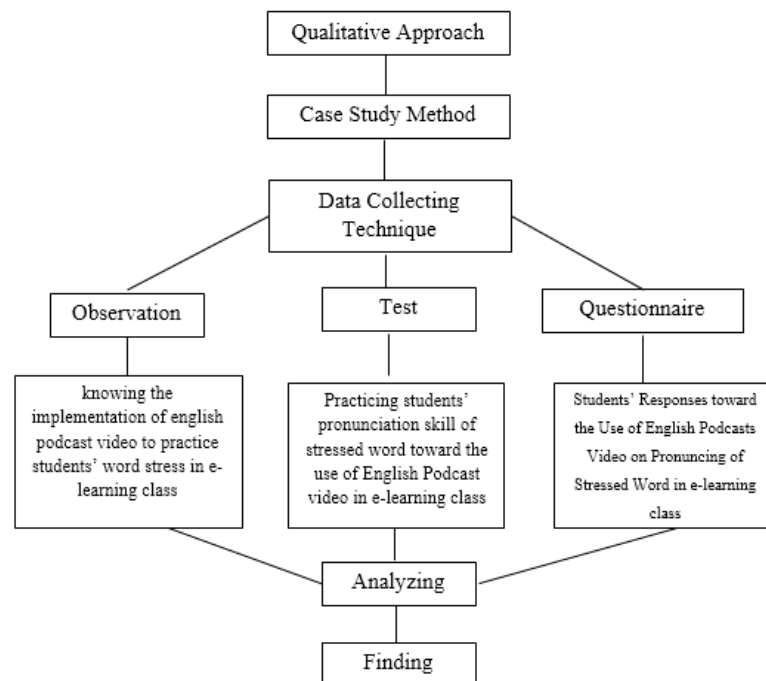 Qualitative Approach
Case Study Method
Data Collecting
Technique
Observation
Test
Questionnaire
knowing the
implementation of english
podcast video to practice
students’ word stress in e-
learning class
Practicing students’
pronunciation skill of
stressed word toward the
use of English Podcast
video in e-learning class
Students’ Responses toward
the Use of English Podcasts
Video on Pronuncing of
Stressed Word in e-learning
class
Analyzing
Finding